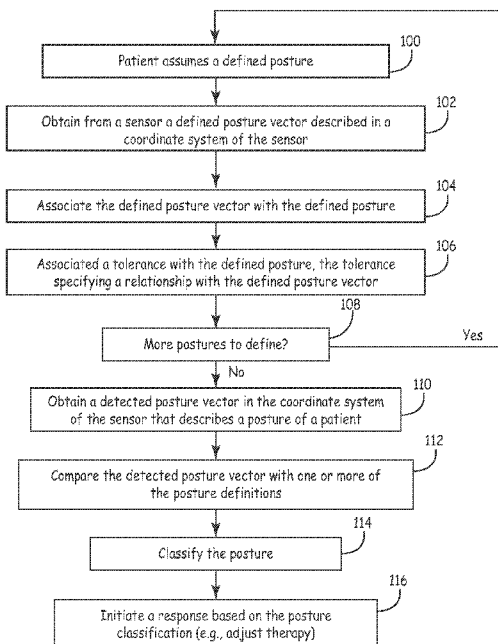 100
Patient assumes a defined posture
102
Obtain from a sensor a defined posture vector described in a
coordinate system of the sensor
104
Associate the defined posture vector with the defined posture
106
Associated a tolerance with the defined posture, the tolerance
specifying a relationship with the defined posture vector
108
More postures to define?
Yes
No
110
Obtain a detected posture vector in the coordinate system
of the sensor that describes a posture of a patient
112
Compare the detected posture vector with one or more of
the posture definitions
114
Classify the posture
116
Initiate a response based on the posture
classification (e.g., adjust therapy)